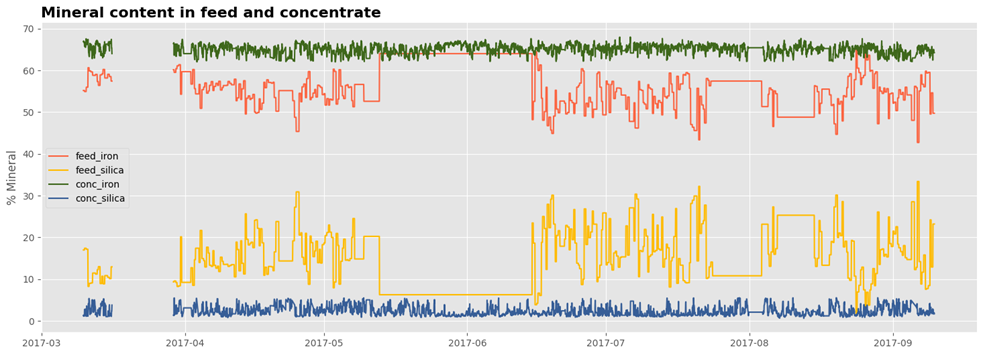 Mineral content in feed and concentrate
70
60
50
40
30
20
10
0
% Mineral
feed_iron
feed_silica
conc_iron
conc_silica
2017-03
2017-04
2017-05
2017-06
2017-07
2017-08
2017-09